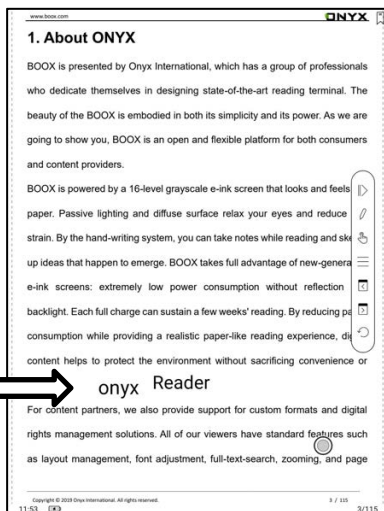 www.boox.com
ONYX
1. About ONYX
BOOX is presented by Onyx International, which has a group of professionals
who dedicate themselves in designing state-of-the-art reading terminal. The
beauty of the BOOX is embodied in both its simplicity and its power. As we are
going to show you, BOOX is an open and flexible platform for both consumers
and content providers.
BOOX is powered by a 16-level grayscale e-ink screen that looks and feels
paper. Passive lighting and diffuse surface relax your eyes and reduce
strain. By the hand-writing system, you can take notes while reading and
up ideas that happen to emerge. BOOX takes full advantage of
e-ink screens: extremely low power consumption without reflection
backlight. Each full charge can sustain a few weeks' reading. By reducing
consumption while providing a realistic paper-like reading experience,
content helps to protect the environment without sacrificing convenience or
onyx Reader
For content partners, we also provide support for custom formats and digital
rights management solutions. All of our viewers have standard features such
as layout management, font adjustment, full-text-search, zooming, and page
Copyright © 2019 Onyx International. All rights reserved.
3 / 115
11:53
3/115